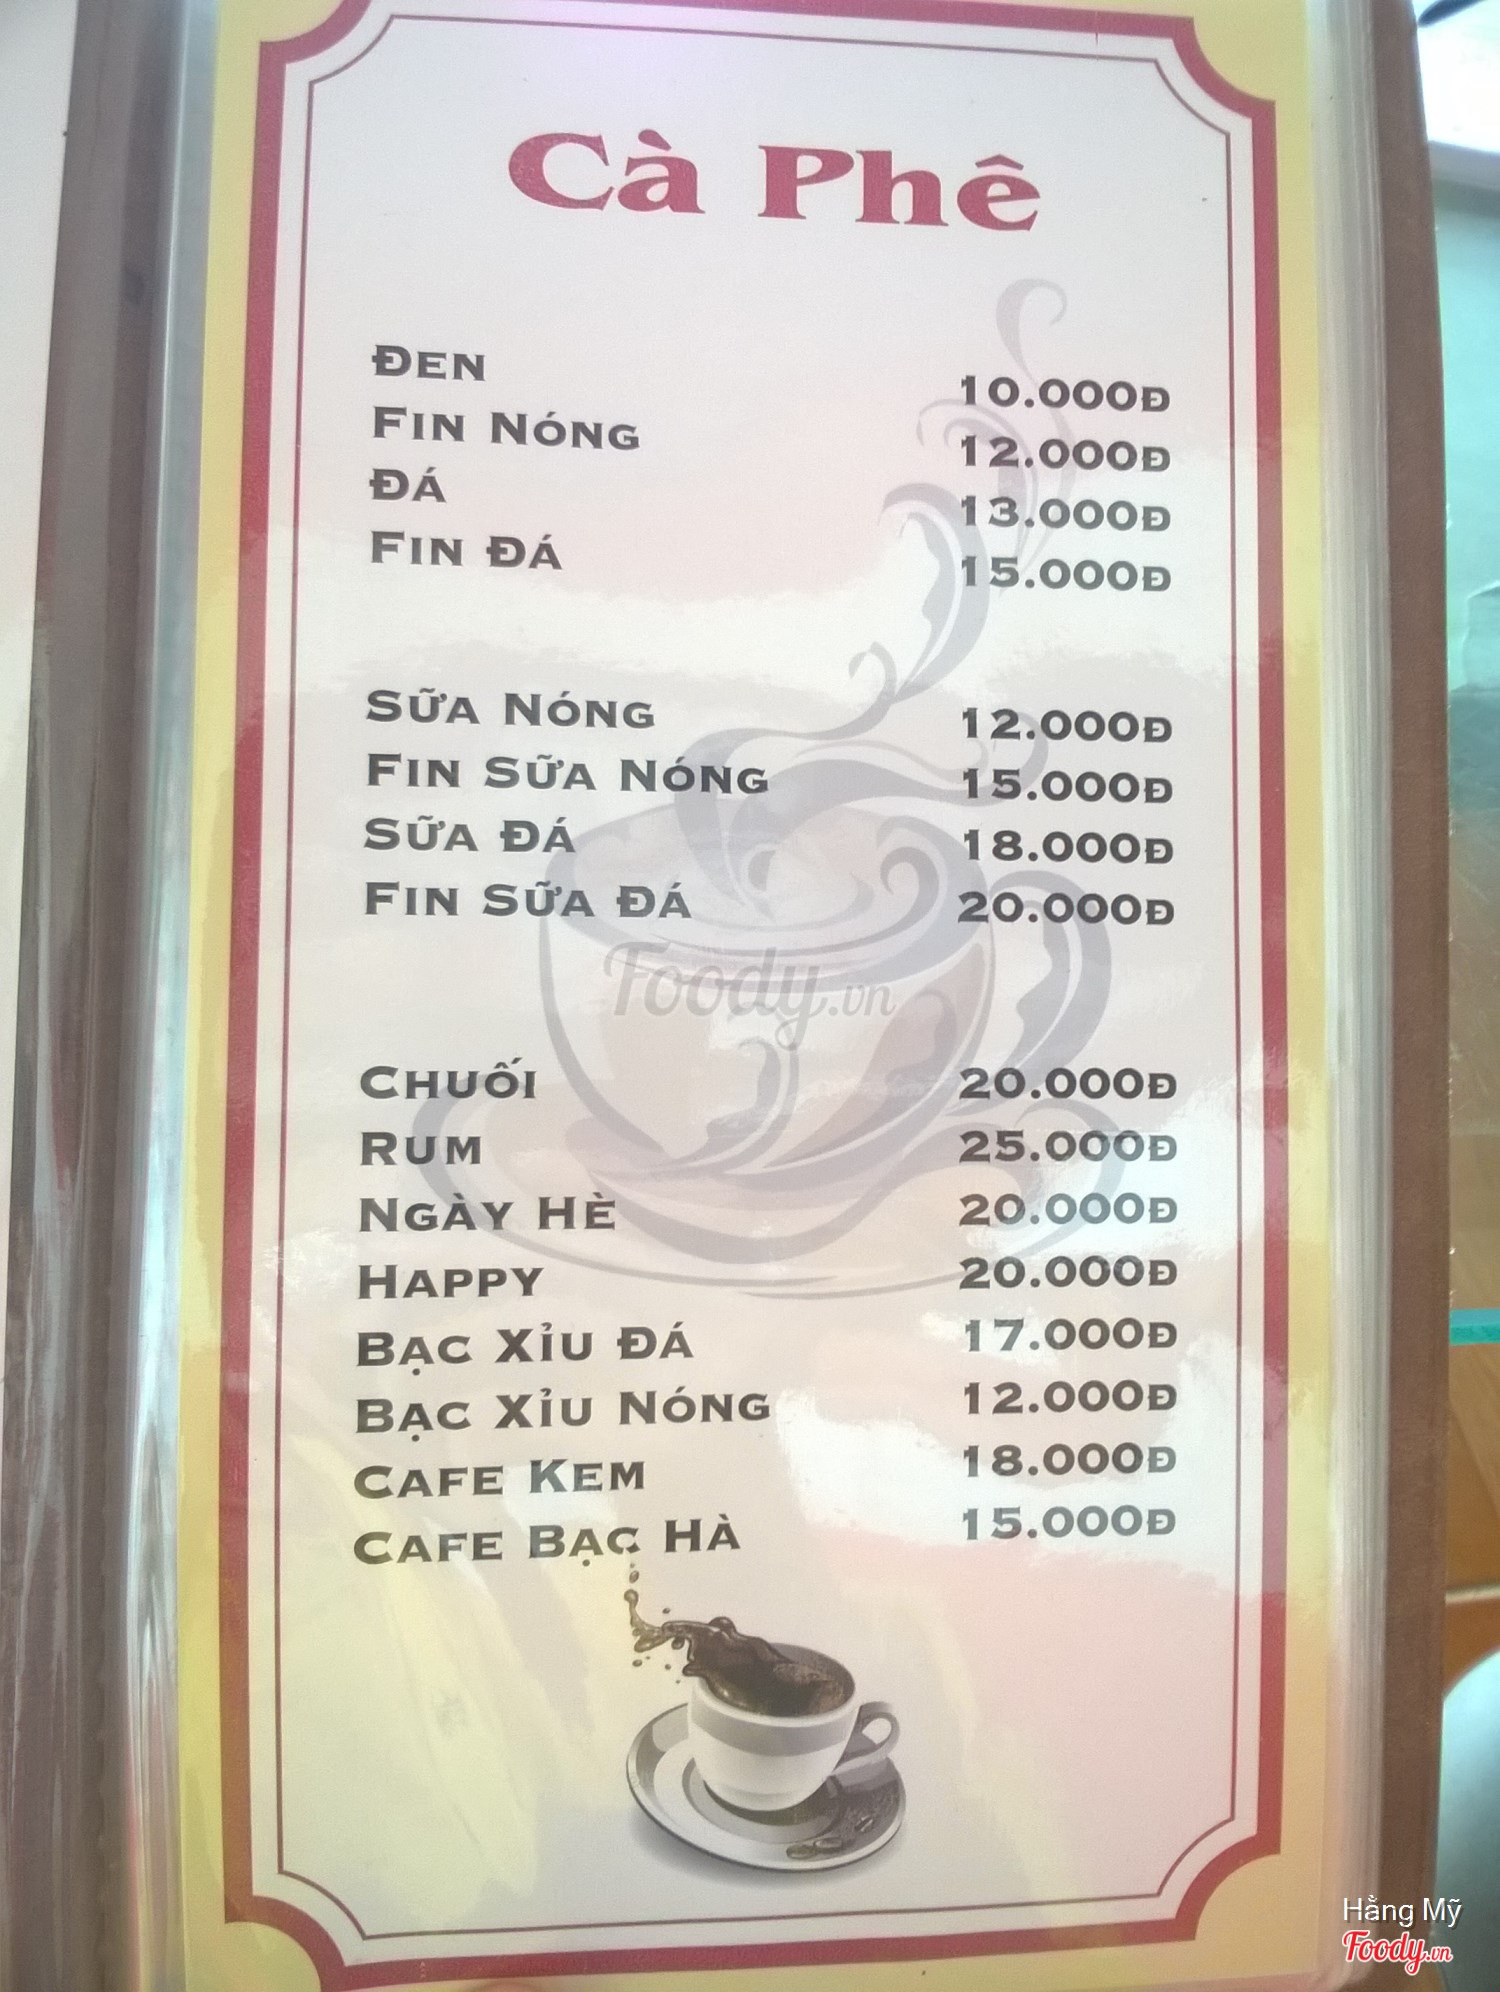 Cà Phê
ĐEN 10.000Đ
FIN NÓNG 12.000Đ
ĐÁ 13.000Đ
FIN ĐÁ 15.000Đ
SỮA NÓNG 12.000Đ
FIN SỮA NÓNG 15.000Đ
SỮA ĐÁ 18.000Đ
FIN SỮA ĐÁ 20.000Đ
Foody.vn
CHUỐI 20.000Đ
RUM 25.000Đ
NGÀY HÈ 20.000Đ
HAPPY 20.000Đ
BẠC XỈU ĐÁ 17.000Đ
BẠC XỈU NÓNG 12.000Đ
CAFE KEM 18.000Đ
CAFE BẠC HÀ 15.000Đ
Hằng Mỹ
Foody.vn